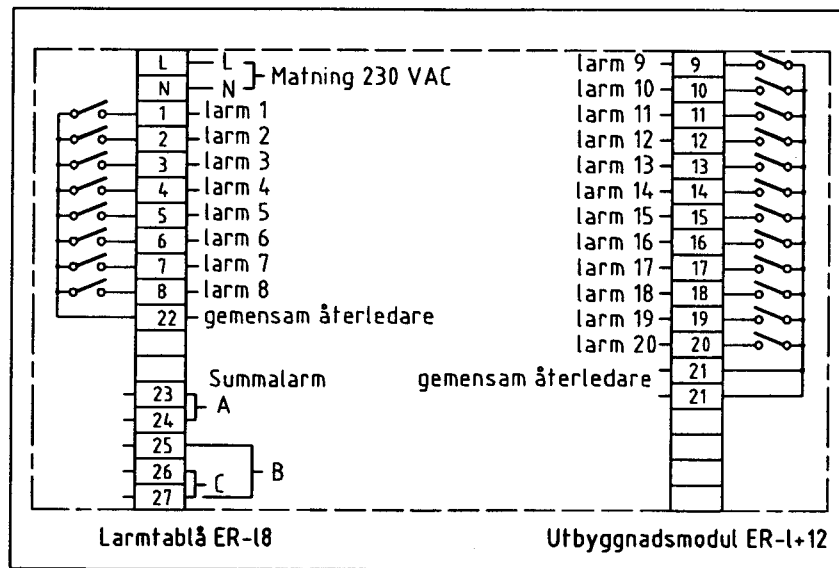 L L
N N Matning 230 VAC
1 larm 1
2 larm 2
3 larm 3
4 larm 4
5 larm 5
6 larm 6
7 larm 7
8 larm 8
22 gemensam återledare
Summalarm
23
24 A
25
26 B
27 C
Larmtablå ER-l8
larm 9 9
larm 10 10
larm 11 11
larm 12 12
larm 13 13
larm 14 14
larm 15 15
larm 16 16
larm 17 17
larm 18 18
larm 19 19
larm 20 20
gemensam återledare 21
21
Utbyggnadsmodul ER-l+12